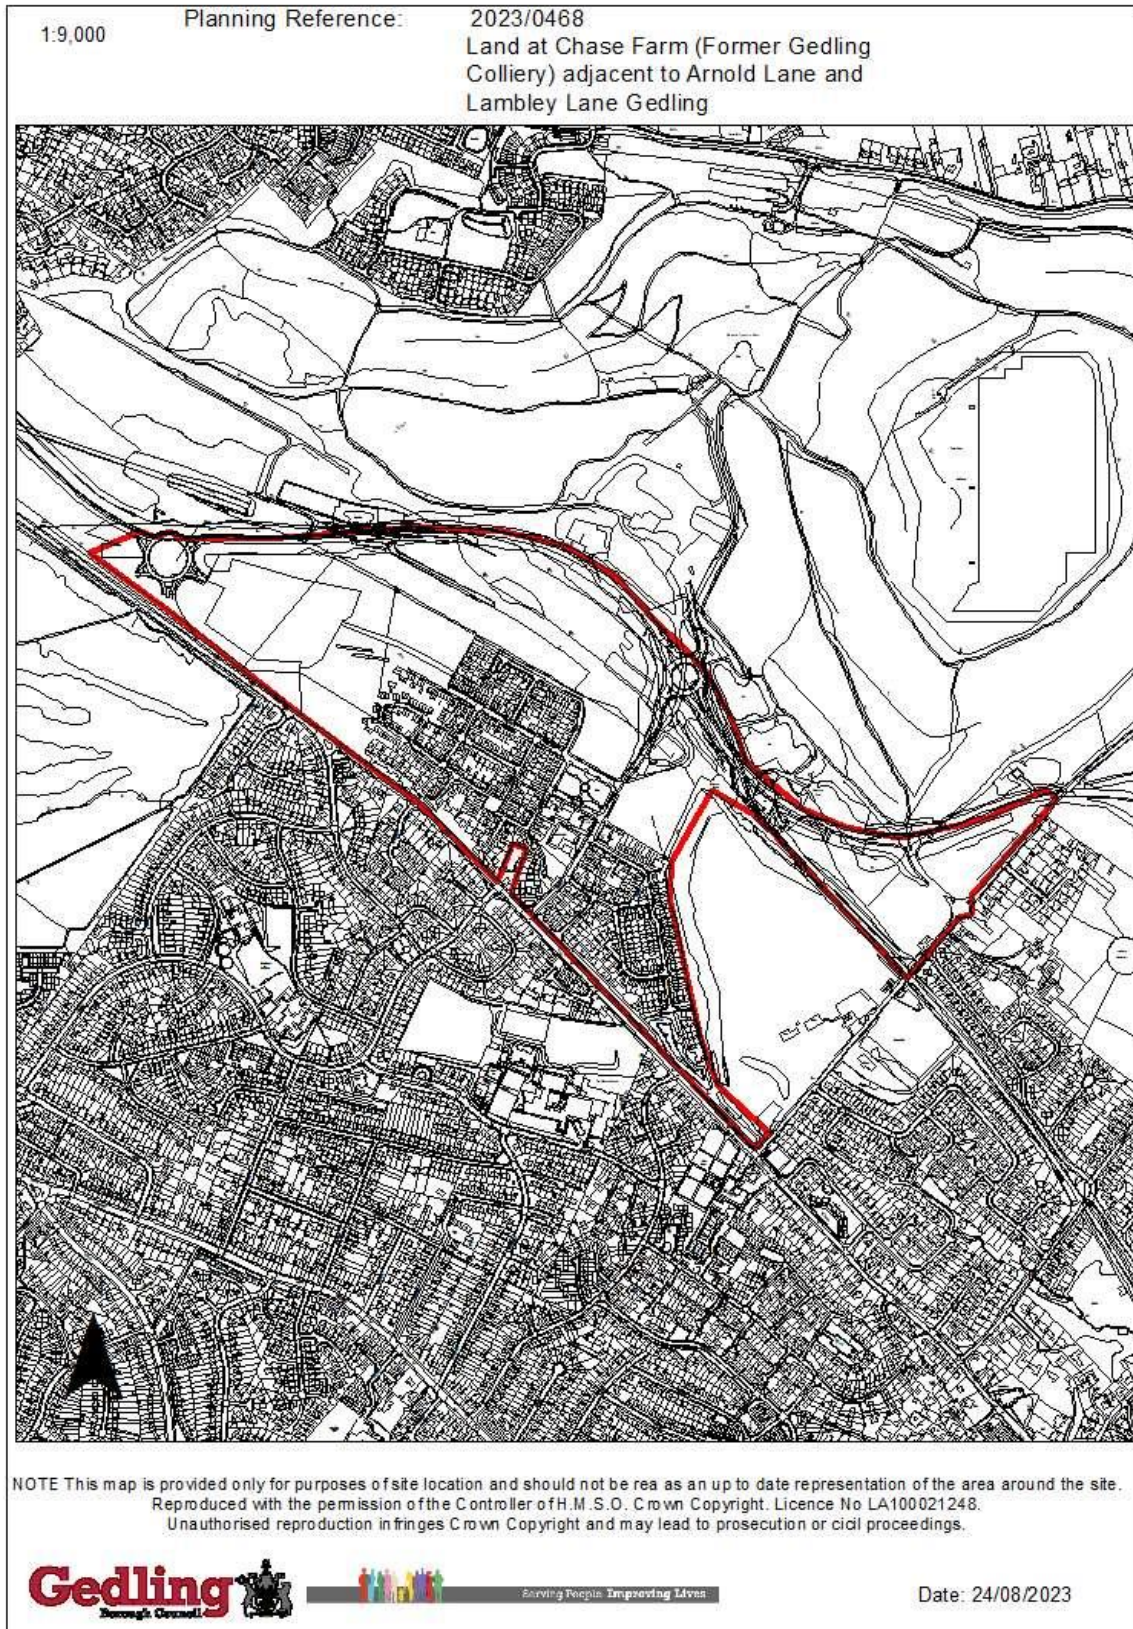 1:9,000
Planning Reference:
2023/0468
Land at Chase Farm (Former Gedling
Colliery) adjacent to Arnold Lane and
Lambley Lane Gedling
NOTE This map is provided only for purposes of site location and should not be rea as an up to date representation of the area around the site.
Reproduced with the permission of the Controller of H.M.S.O. Crown Copyright. Licence No LA100021248.
Unauthorised reproduction infringes Crown Copyright and may lead to prosecution or cicil proceedings.
Gedling
Borough Council
Serving People Improving Lives
Date: 24/08/2023